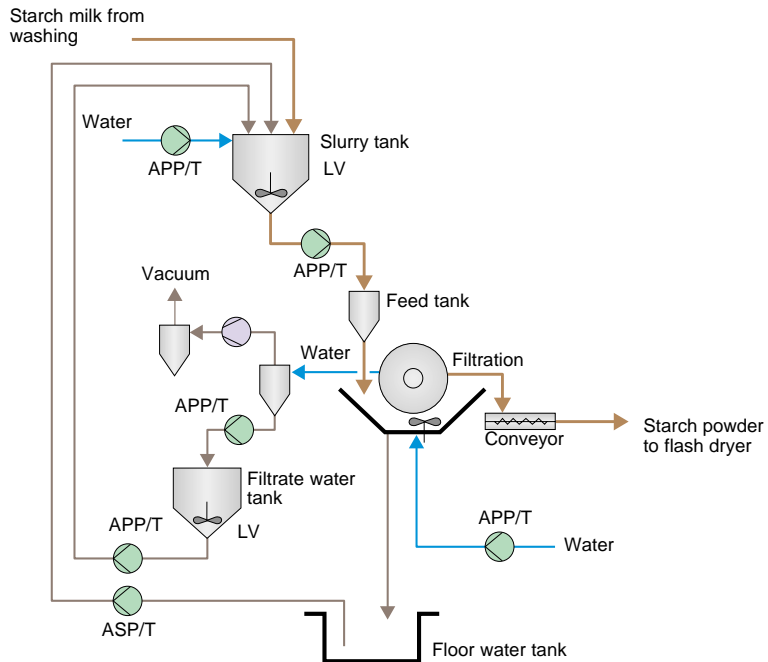 Starch milk from
washing
Water
APP/T
Slurry tank
LV
APP/T
Vacuum
Feed tank
Water
Filtration
APP/T
Conveyor
Starch powder
to flash dryer
Filtrate water
tank
LV
APP/T
APP/T
Water
ASP/T
Floor water tank